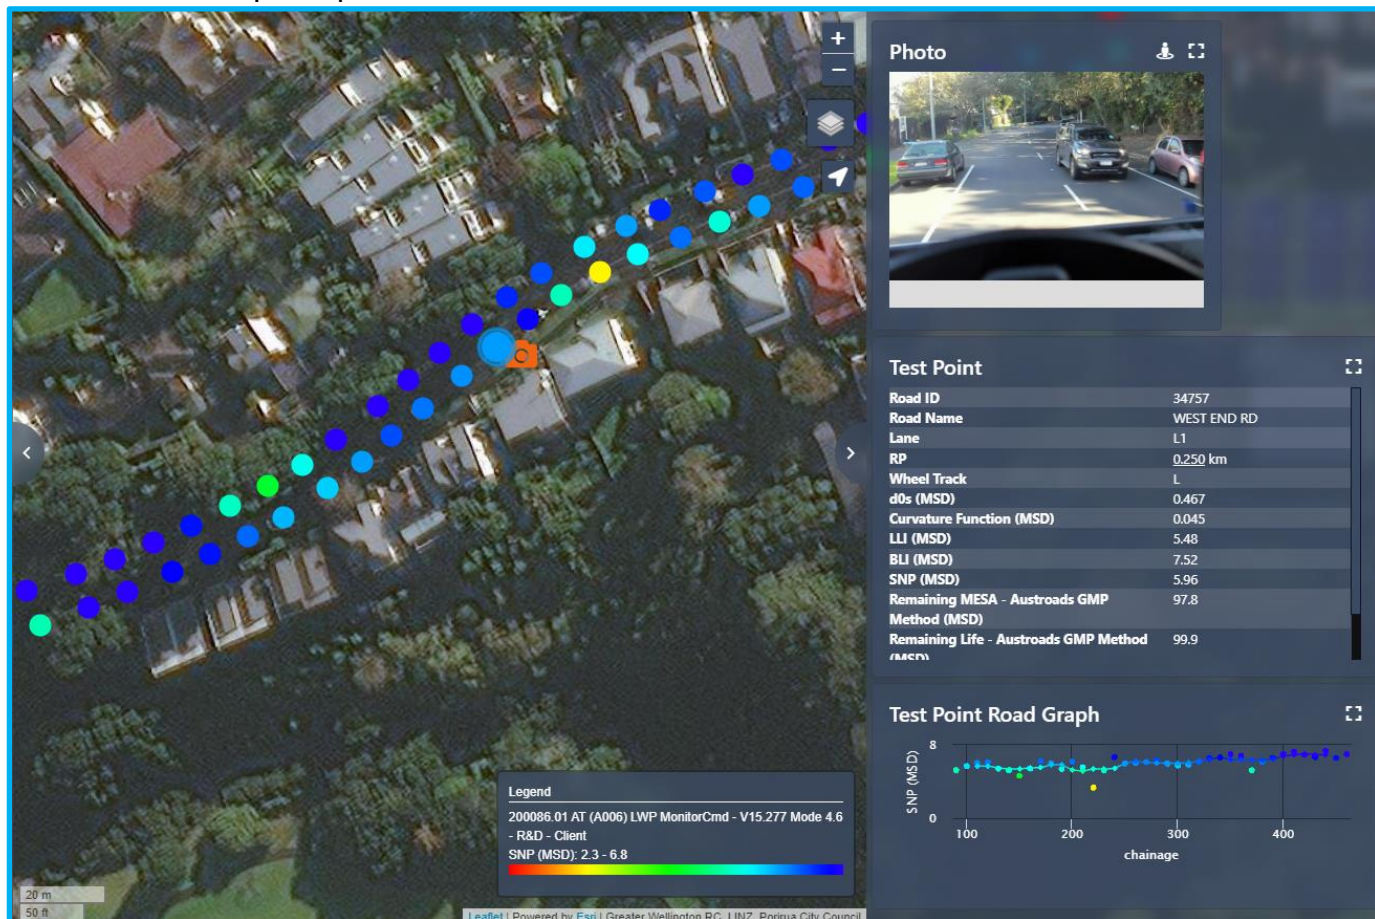 +
−
Photo
Test Point
Road ID 34757
Road Name WEST END RD
Lane L1
RP 0.250 km
Wheel Track L
d0s (MSD) 0.467
Curvature Function (MSD) 0.045
LLI (MSD) 5.48
BLI (MSD) 7.52
SNP (MSD) 5.96
Remaining MESA - Austroads GMP 97.8
Method (MSD)
Remaining Life - Austroads GMP Method 99.9
(MSD)
Test Point Road Graph
8
SNP (MSD)
0
100 200 300 400
chainage
Legend
200086.01 AT (A006) LWP MonitorCmd - V15.277 Mode 4.6
- R&D - Client
SNP (MSD): 2.3 - 6.8
20 m
50 ft
Leaflet | Powered by Esri | Greater Wellington RC, LINZ, Porirua City Council